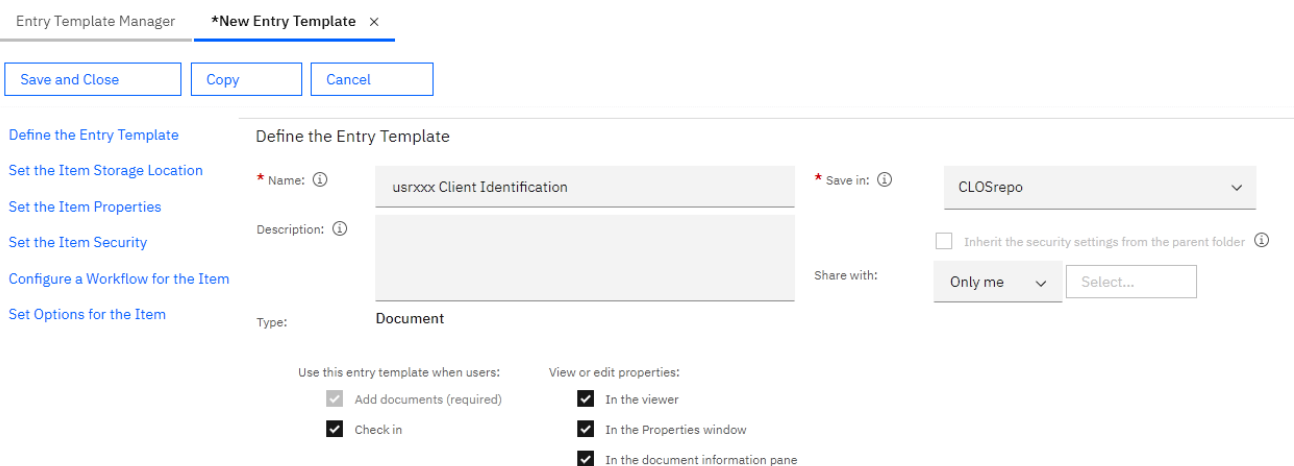 Entry Template Manager
*New Entry Template ×
Save and Close
Copy
Cancel
Define the Entry Template
Set the Item Storage Location
Set the Item Properties
Set the Item Security
Configure a Workflow for the Item
Set Options for the Item
Define the Entry Template
* Name:
usrxxx Client Identification
* Save in:
CLOSrepo
Description:
Inherit the security settings from the parent folder
Share with:
Only me
Select...
Type:
Document
Use this entry template when users:
Add documents (required)
Check in
View or edit properties:
In the viewer
In the Properties window
In the document information pane